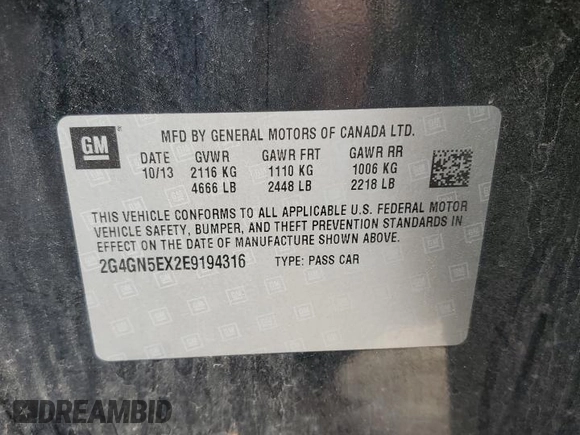 GM
MFD BY GENERAL MOTORS OF CANADA LTD.
DATE GVWR GAWR FRT GAWR RR
10/13 2116 KG 1110 KG 1006 KG
4666 LB 2448 LB 2218 LB
THIS VEHICLE CONFORMS TO ALL APPLICABLE U.S. FEDERAL MOTOR
VEHICLE SAFETY, BUMPER, AND THEFT PREVENTION STANDARDS IN
EFFECT ON THE DATE OF MANUFACTURE SHOWN ABOVE.
2G4GN5EX2E9194316 TYPE: PASS CAR
DREAMBID